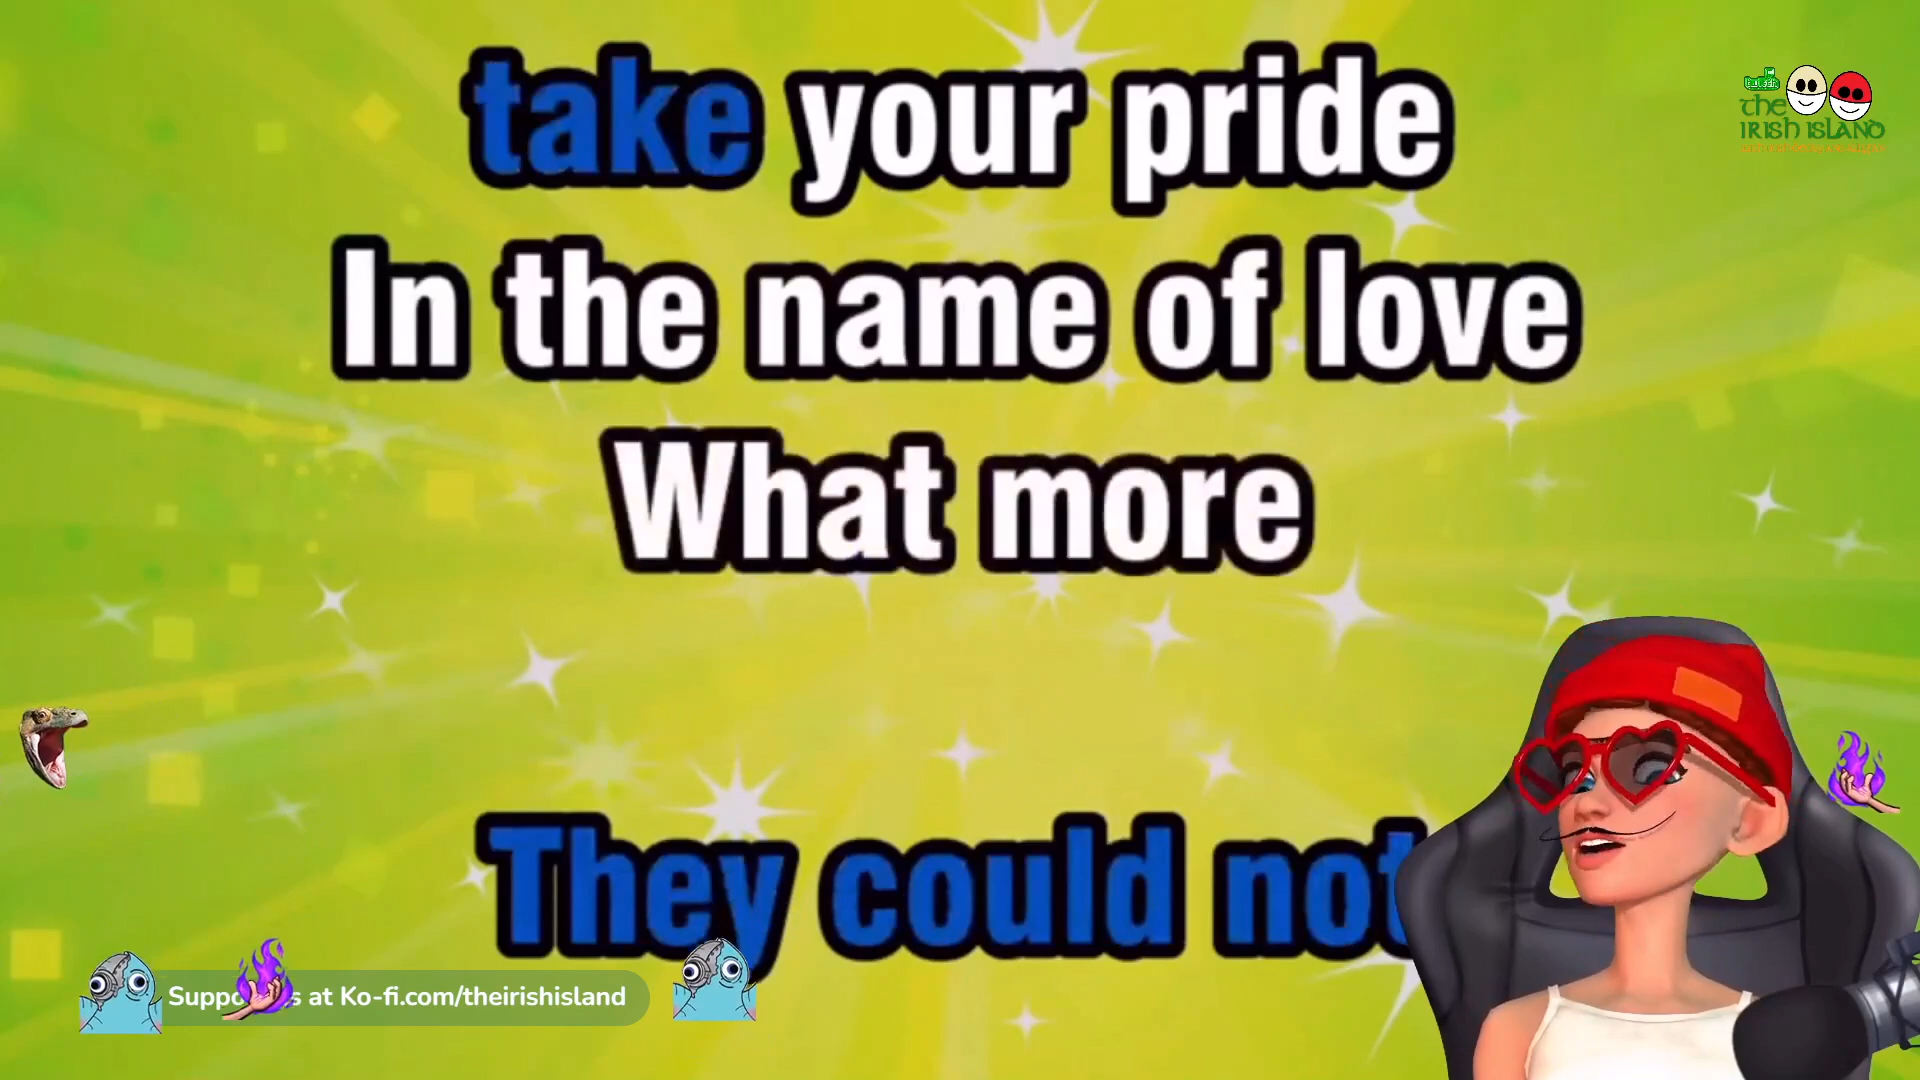 take your pride
In the name of love
What more
They could not
the
IRISH ISLAND
at Ko-fi.com/theirishisland